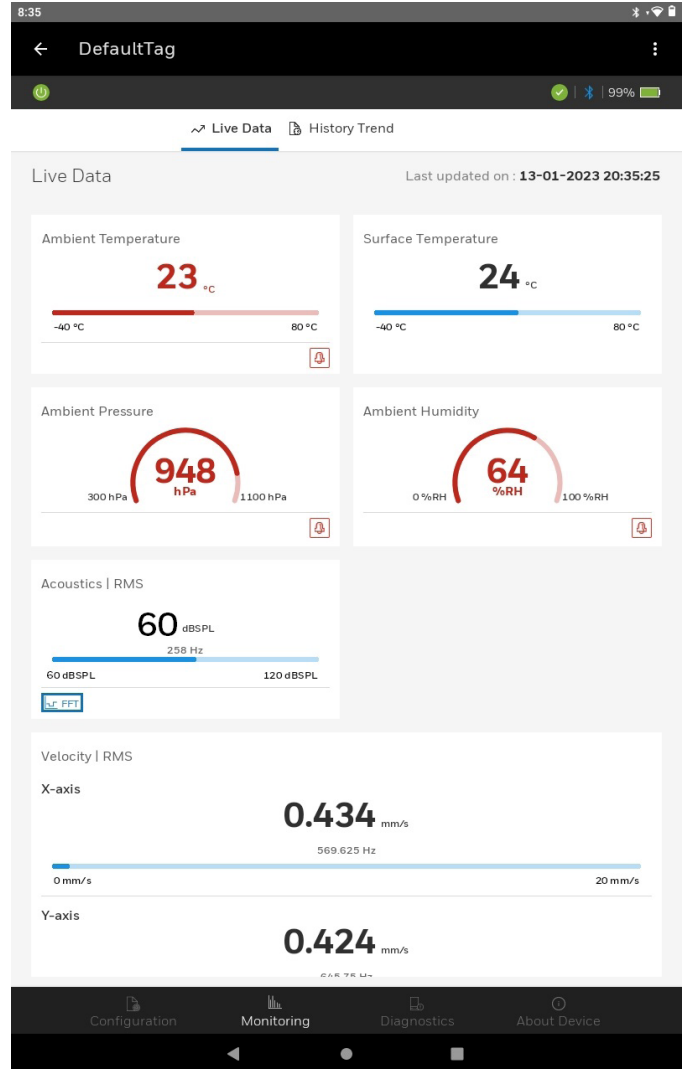 8:35
DefaultTag
99%
Live Data History Trend
Live Data Last updated on : 13-01-2023 20:35:25
Ambient Temperature
23 °C
-40 °C 80 °C
Surface Temperature
24 °C
-40 °C 80 °C
Ambient Pressure
948
hPa
300 hPa 1100 hPa
Ambient Humidity
64
%RH
0 %RH 100 %RH
Acoustics | RMS
60 dBSPL
258 Hz
60 dBSPL 120 dBSPL
FFT
Velocity | RMS
X-axis
0.434 mm/s
569.625 Hz
0 mm/s 20 mm/s
Y-axis
0.424 mm/s
645.75 Hz
Configuration Monitoring Diagnostics About Device